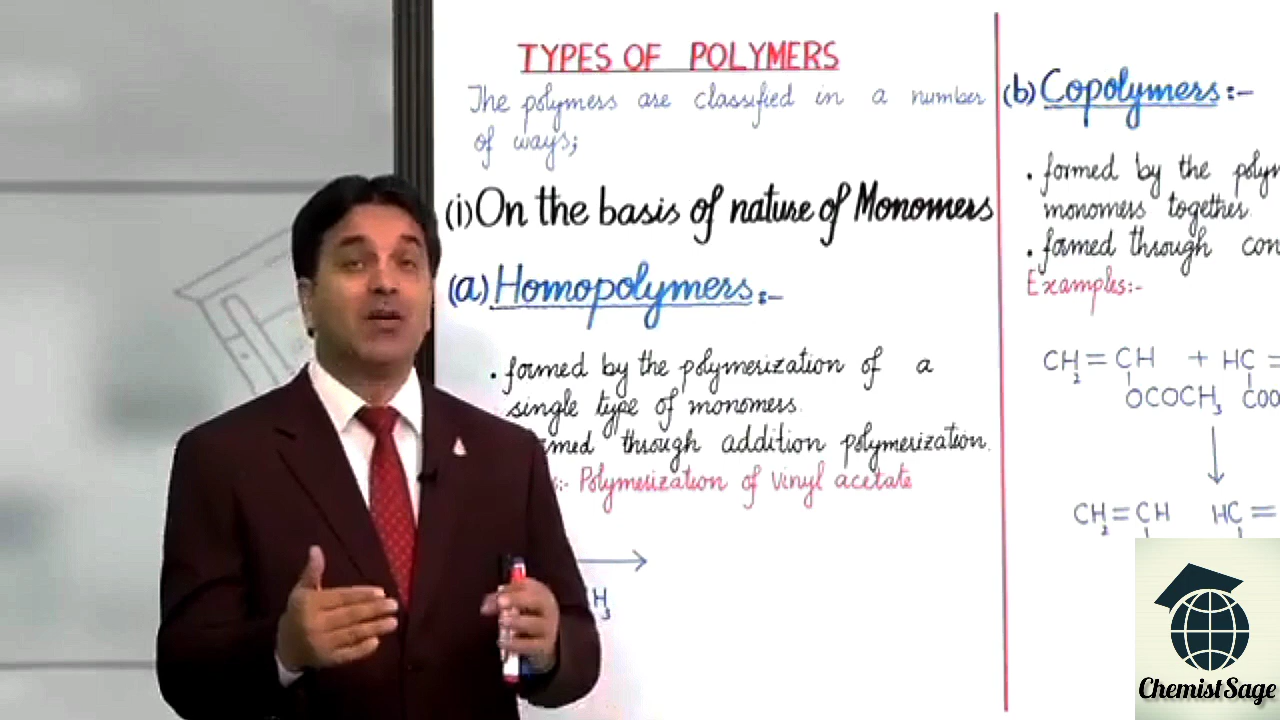 TYPES OF POLYMERS
The polymers are classified in a number
of ways;
(i) On the basis of nature of Monomers
(a) Homopolymers:-
. formed by the polymerization of a
single type of monomers.
through addition polymerization.
:- Polymerization of Vinyl acetate
H3
(b) Copolymers:-
. formed by the
monomers together.
. formed through
Examples:-
CH2=CH + HC=
OCOCH3 COO
CH2=CH HC=
ChemistSage